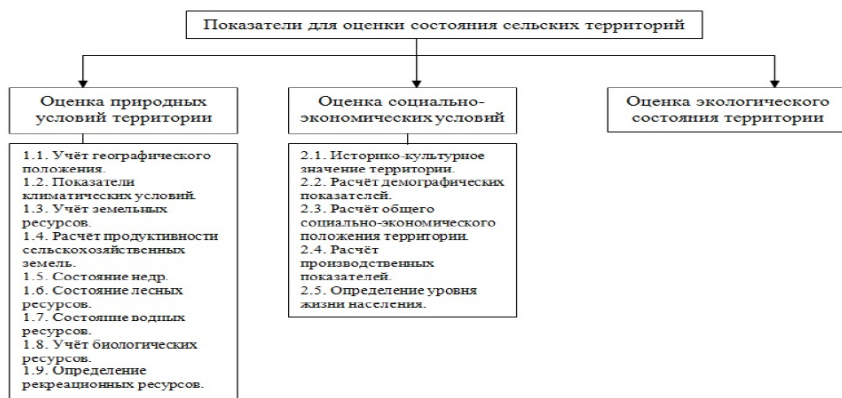 Показатели для оценки состояния сельских территорий
Оценка природных
условий территории
Оценка социально-
экономических условий
Оценка экологического
состояния территории
1.1. Учёт географического
положения.
1.2. Показатели
климатических условий.
1.3. Учёт земельных
ресурсов.
1.4. Расчёт продуктивности
сельскохозяйственных
земель.
1.5. Состояние недр.
1.6. Состояние лесных
ресурсов.
1.7. Состояние водных
ресурсов.
1.8. Учёт биологических
ресурсов.
1.9. Определение
рекреационных ресурсов.
2.1. Историко-культурное
значение территории.
2.2. Расчёт демографических
показателей.
2.3. Расчёт общего
социально-экономического
положения территории.
2.4. Расчёт
производственных
показателей.
2.5. Определение уровня
жизни населения.